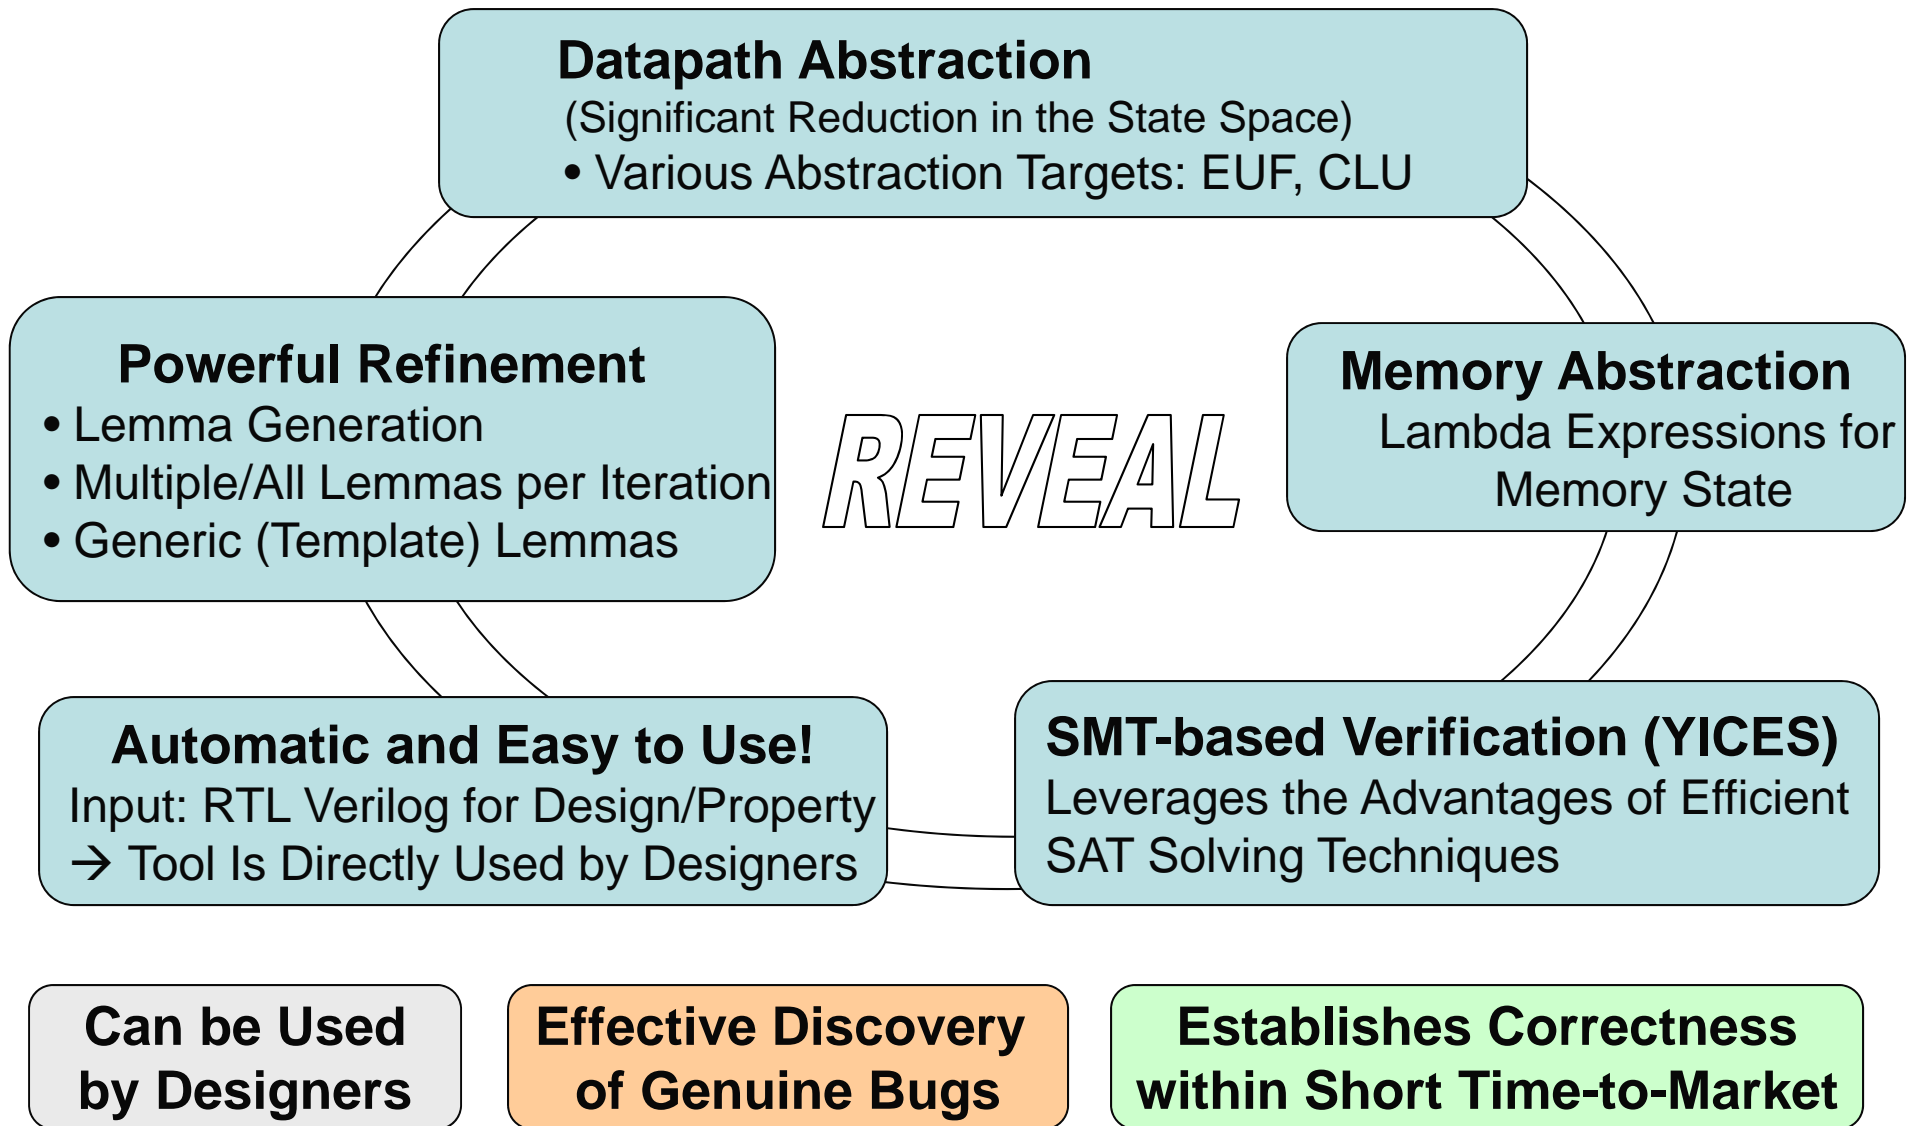 Datapath Abstraction
(Significant Reduction in the State Space)
• Various Abstraction Targets: EUF, CLU
Powerful Refinement
• Lemma Generation
• Multiple/All Lemmas per Iteration
• Generic (Template) Lemmas
REVEAL
Memory Abstraction
Lambda Expressions for
Memory State
Automatic and Easy to Use!
Input: RTL Verilog for Design/Property
→ Tool Is Directly Used by Designers
SMT-based Verification (YICES)
Leverages the Advantages of Efficient
SAT Solving Techniques
Can be Used
by Designers
Effective Discovery
of Genuine Bugs
Establishes Correctness
within Short Time-to-Market